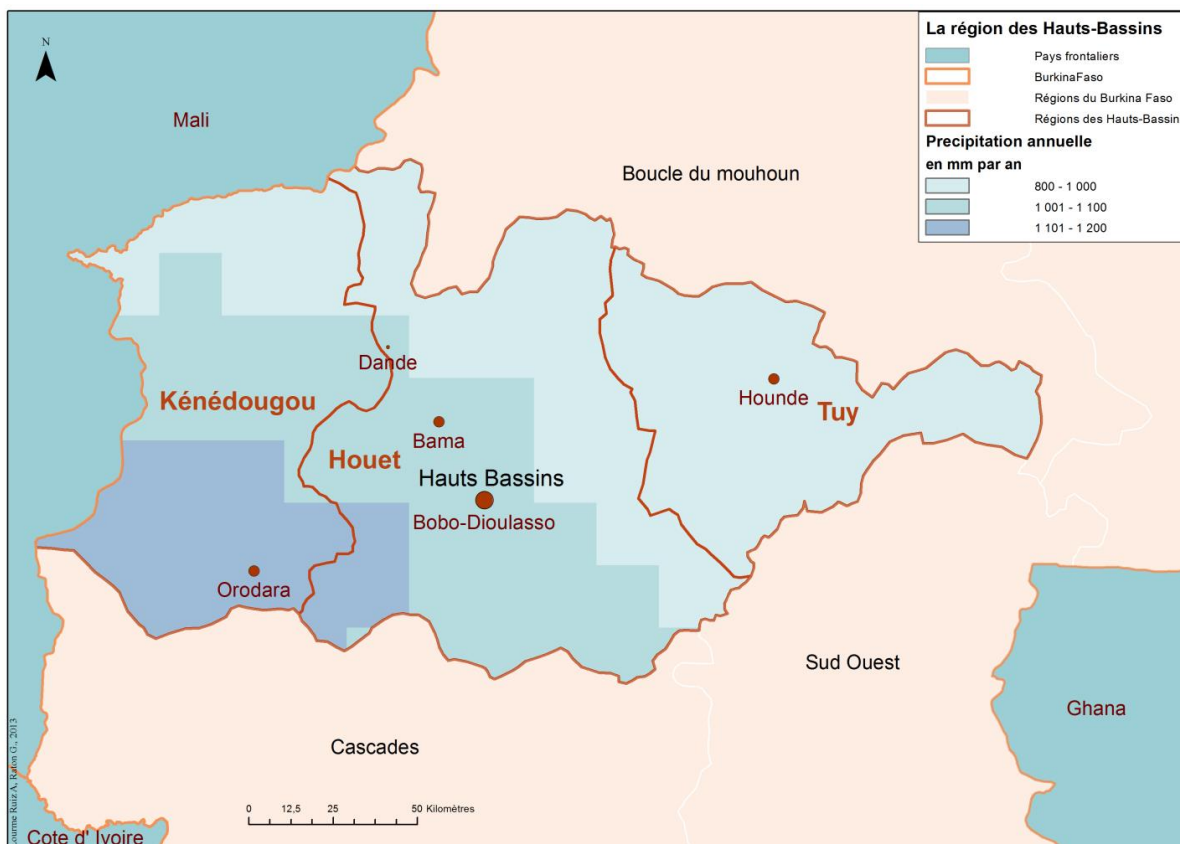 La région des Hauts-Bassins
Pays frontaliers
BurkinaFaso
Régions du Burkina Faso
Régions des Hauts-Bassin
Precipitation annuelle
en mm par an
800 - 1 000
1 001 - 1 100
1 101 - 1 200
N
Mali
Boucle du mouhoun
Dande
Kénédougou
Hounde
Tuy
Bama
Houet
Hauts Bassins
Bobo-Dioulasso
Orodara
Sud Ouest
Ghana
Cascades
0 12,5 25 50 Kilomètres
Cote d' Ivoire
Ruiz A, Raton G., 2013